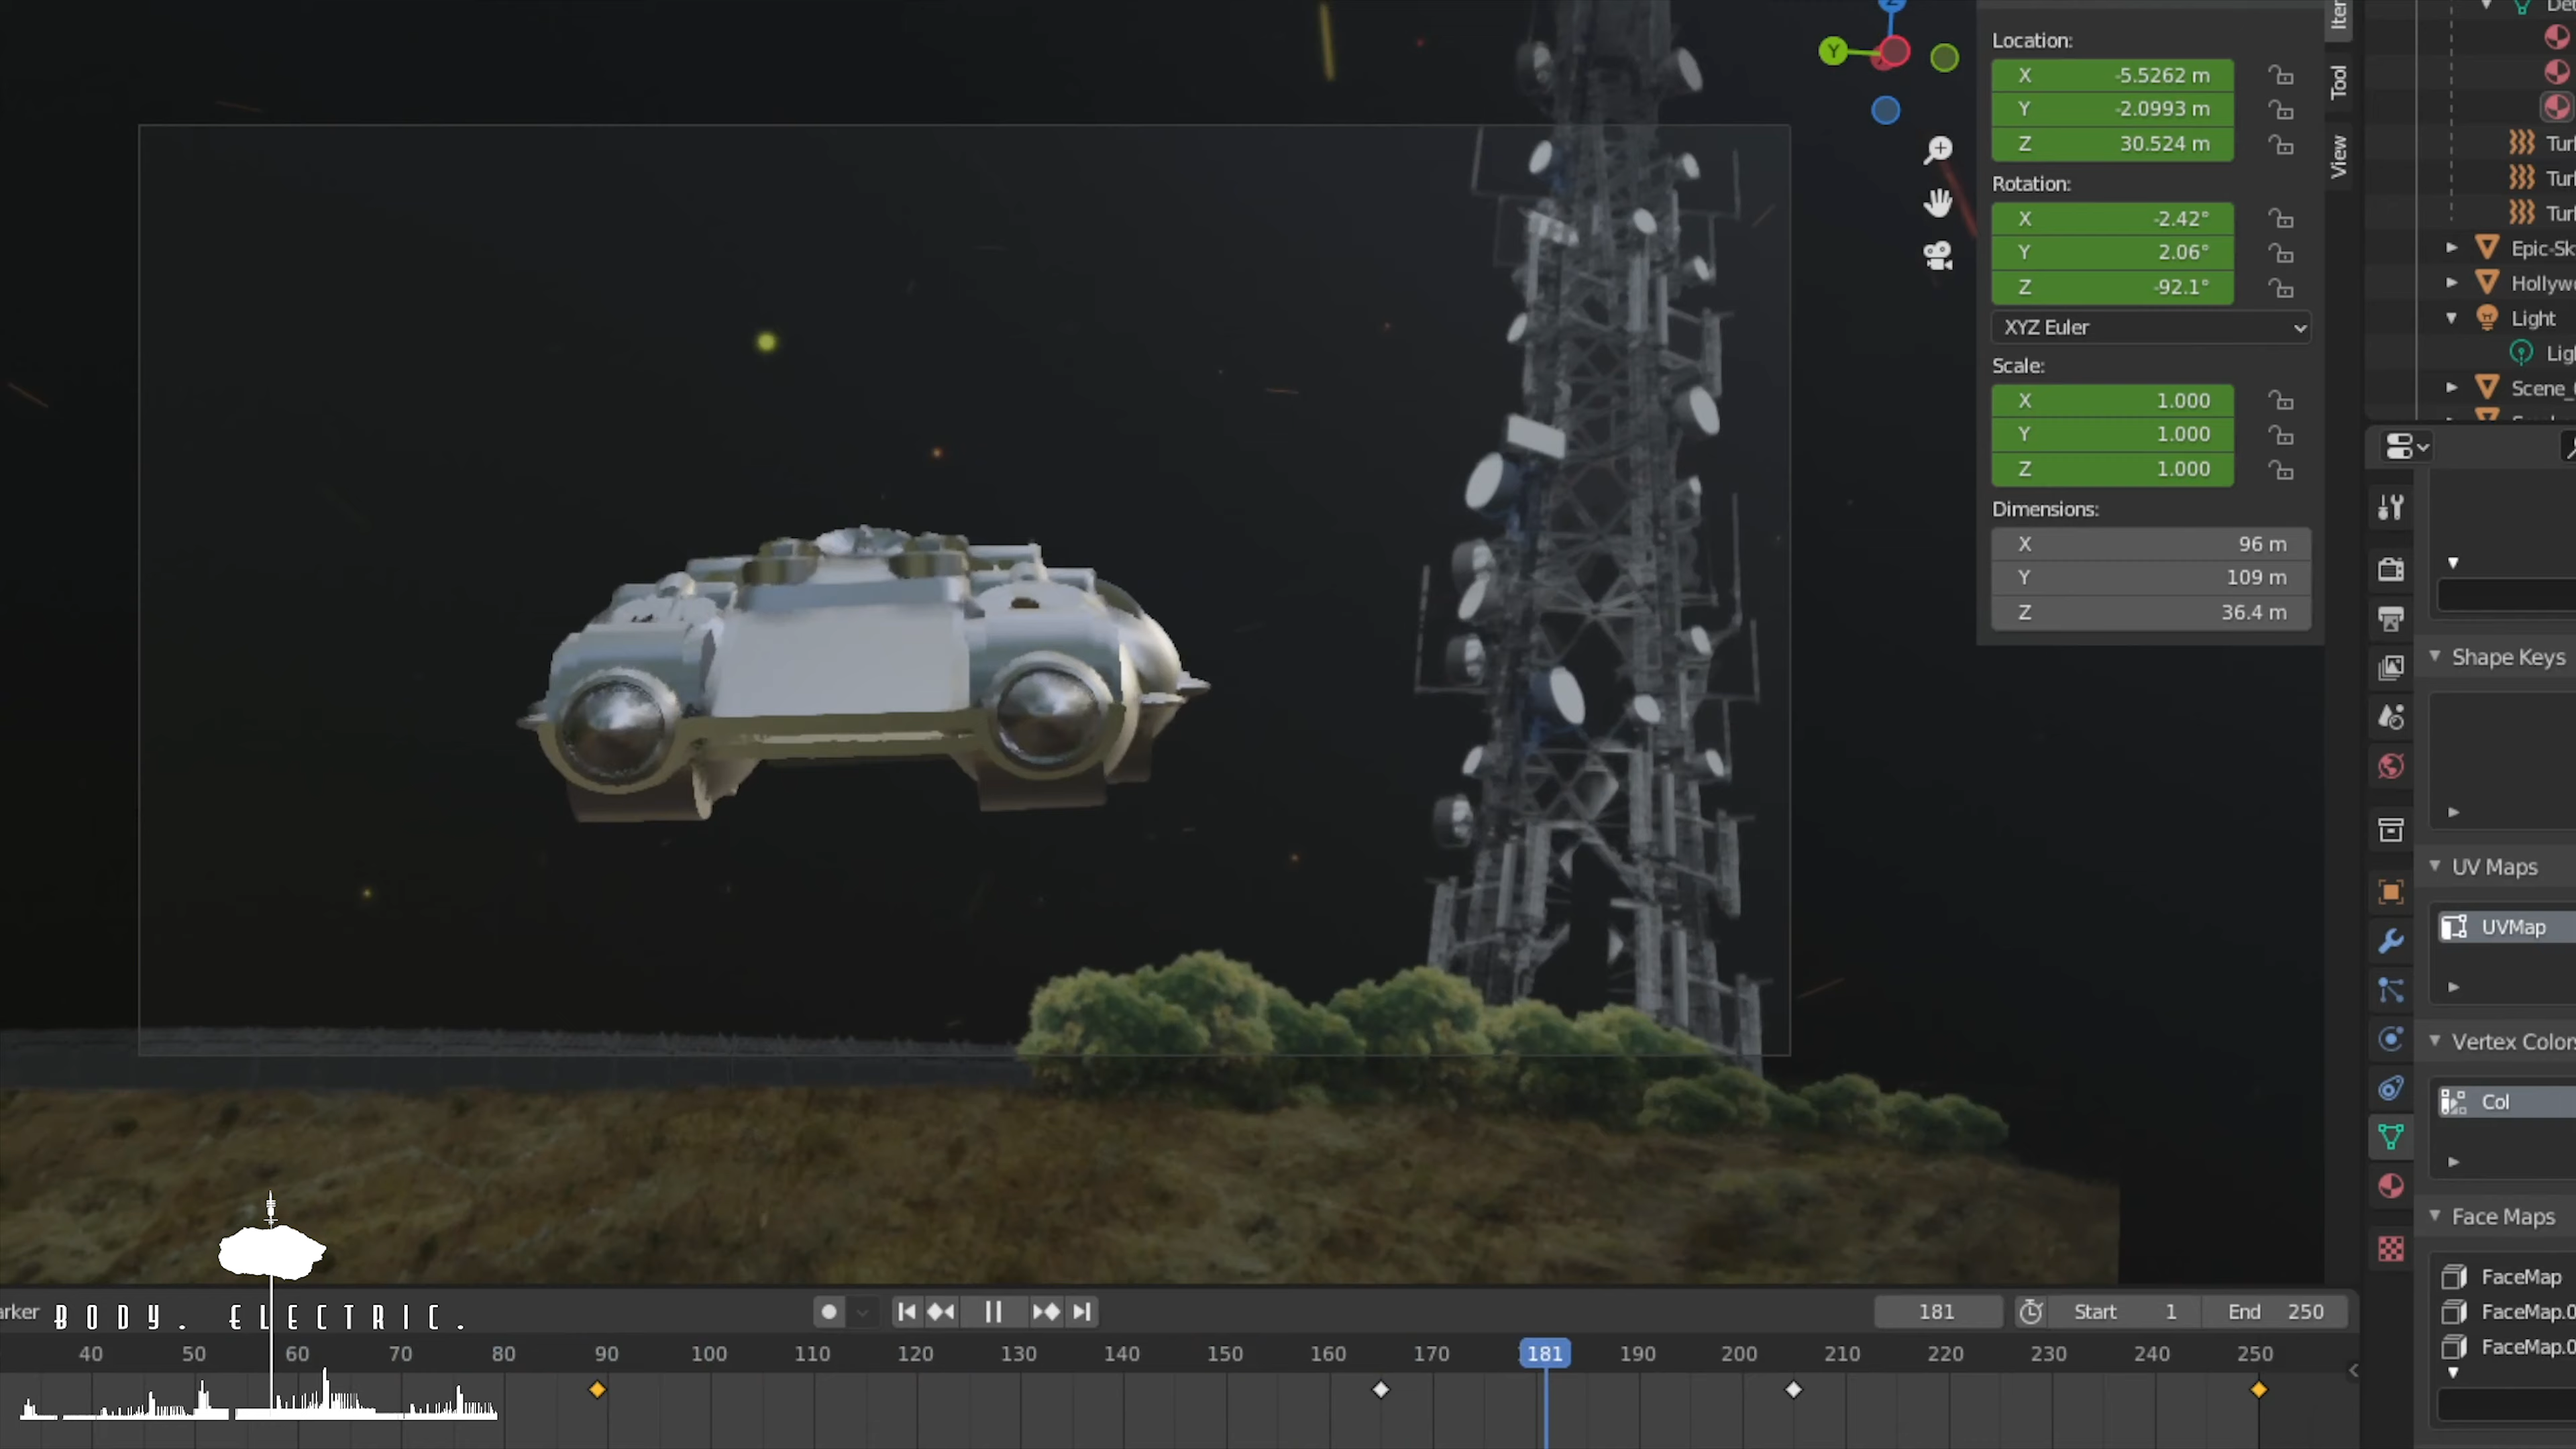 Location:
X -5.5262 m
Y -2.0993 m
Z 30.524 m
Rotation:
X -2.42°
Y 2.06°
Z -92.1°
XYZ Euler
Scale:
X 1.000
Y 1.000
Z 1.000
Dimensions:
X 96 m
Y 109 m
Z 36.4 m
Y
Z
Tool
View
Epic-Sk
Hollyw
Light
Scene_
Shape Keys
UV Maps
UVMap
Vertex Color
Col
Face Maps
FaceMap
FaceMap.0
FaceMap.0
arker
BODY. ELECTRIC.
181
Start 1
End 250
40 50 60 70 80 90 100 110 120 130 140 150 160 170 181 190 200 210 220 230 240 250